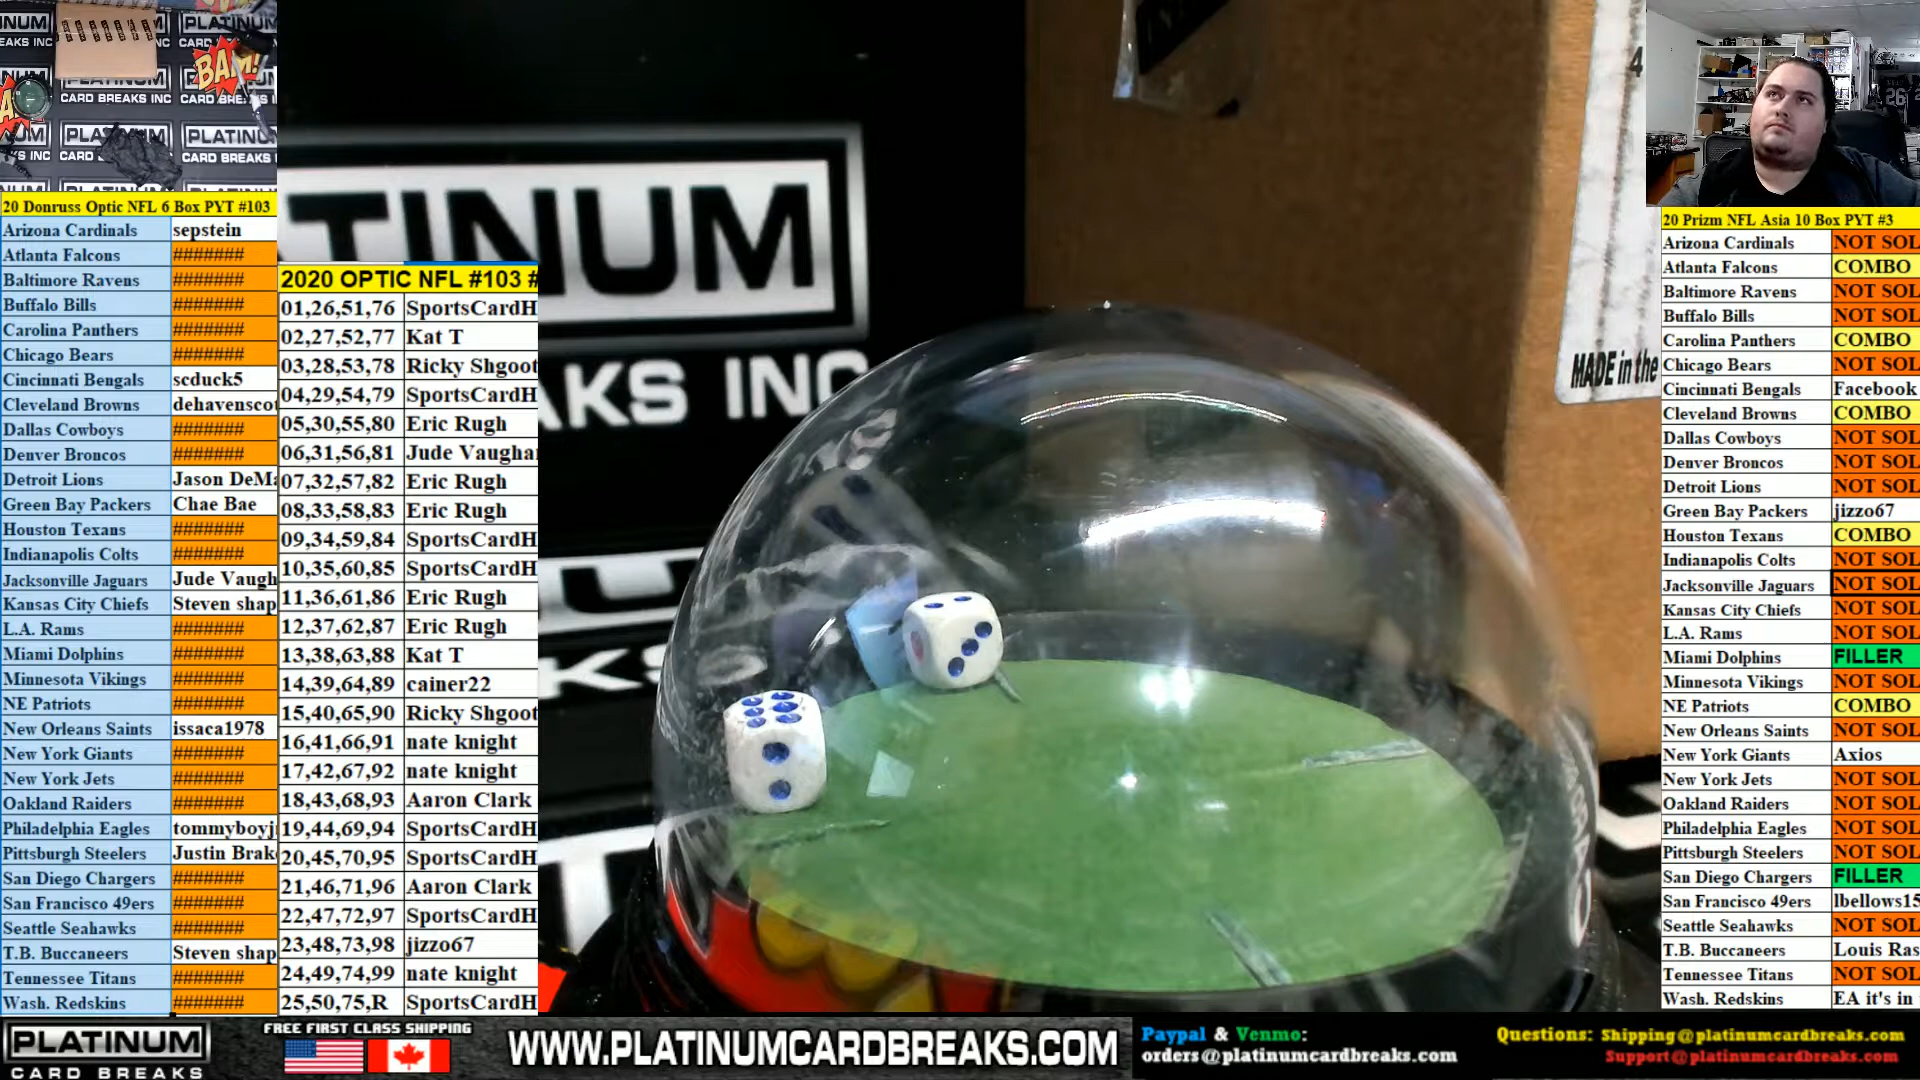 PLATINUM
CARD BREAKS INC
BAM!
TINUM
AKS INC
MADE in the
4
26
20 Donruss Optic NFL 6 Box PYT #103
Arizona Cardinals sepstein
Atlanta Falcons #######
Baltimore Ravens #######
Buffalo Bills #######
Carolina Panthers #######
Chicago Bears #######
Cincinnati Bengals scduck5
Cleveland Browns dehavensco
Dallas Cowboys #######
Denver Broncos #######
Detroit Lions Jason DeMa
Green Bay Packers Chae Bae
Houston Texans #######
Indianapolis Colts #######
Jacksonville Jaguars Jude Vaugh
Kansas City Chiefs Steven shap
L.A. Rams #######
Miami Dolphins #######
Minnesota Vikings #######
NE Patriots #######
New Orleans Saints issaca1978
New York Giants #######
New York Jets #######
Oakland Raiders #######
Philadelphia Eagles tommyboyj
Pittsburgh Steelers Justin Brak
San Diego Chargers #######
San Francisco 49ers #######
Seattle Seahawks #######
T.B. Buccaneers Steven shap
Tennessee Titans #######
Wash. Redskins #######
2020 OPTIC NFL #103 #
01,26,51,76 SportsCardH
02,27,52,77 Kat T
03,28,53,78 Ricky Shgoot
04,29,54,79 SportsCardH
05,30,55,80 Eric Rugh
06,31,56,81 Jude Vaugha
07,32,57,82 Eric Rugh
08,33,58,83 Eric Rugh
09,34,59,84 SportsCardH
10,35,60,85 SportsCardH
11,36,61,86 Eric Rugh
12,37,62,87 Eric Rugh
13,38,63,88 Kat T
14,39,64,89 cainer22
15,40,65,90 Ricky Shgoot
16,41,66,91 nate knight
17,42,67,92 nate knight
18,43,68,93 Aaron Clark
19,44,69,94 SportsCardH
20,45,70,95 SportsCardH
21,46,71,96 Aaron Clark
22,47,72,97 SportsCardH
23,48,73,98 jizzo67
24,49,74,99 nate knight
25,50,75,R SportsCardH
20 Prizm NFL Asia 10 Box PYT #3
Arizona Cardinals NOT SOL
Atlanta Falcons COMBO
Baltimore Ravens NOT SOL
Buffalo Bills NOT SOL
Carolina Panthers COMBO
Chicago Bears NOT SOL
Cincinnati Bengals Facebook
Cleveland Browns COMBO
Dallas Cowboys NOT SOL
Denver Broncos NOT SOL
Detroit Lions NOT SOL
Green Bay Packers jizzo67
Houston Texans COMBO
Indianapolis Colts NOT SOL
Jacksonville Jaguars NOT SOL
Kansas City Chiefs NOT SOL
L.A. Rams NOT SOL
Miami Dolphins FILLER
Minnesota Vikings NOT SOL
NE Patriots COMBO
New Orleans Saints NOT SOL
New York Giants Axios
New York Jets NOT SOL
Oakland Raiders NOT SOL
Philadelphia Eagles NOT SOL
Pittsburgh Steelers NOT SOL
San Diego Chargers FILLER
San Francisco 49ers lbellows15
Seattle Seahawks NOT SOL
T.B. Buccaneers Louis Ras
Tennessee Titans NOT SOL
Wash. Redskins EA it's in
PLATINUM
CARD BREAKS
FREE FIRST CLASS SHIPPING
WWW.PLATINUMCARDBREAKS.COM
Paypal & Venmo:
orders@platinumcardbreaks.com
Questions: Shipping@platinumcardbreaks.com
Support@platinumcardbreaks.com